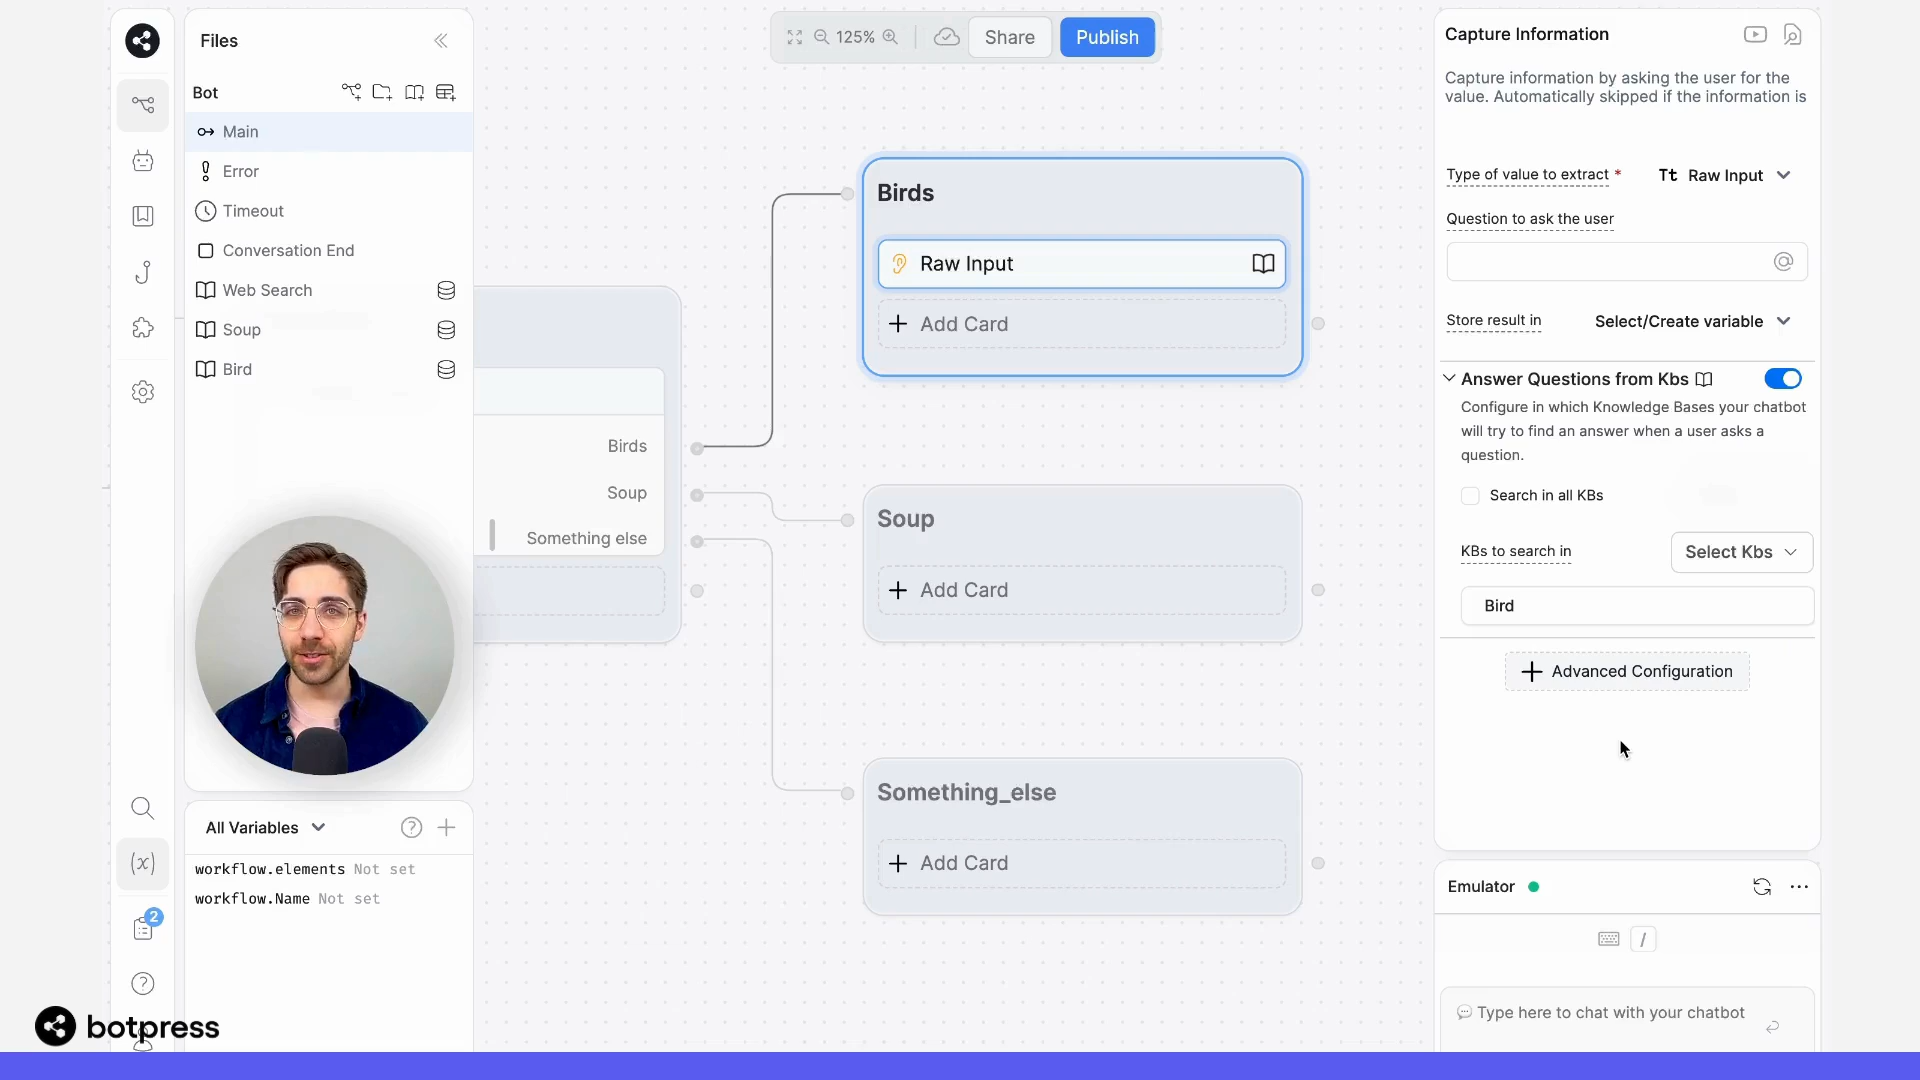 Files
Bot
Main
Error
Timeout
Conversation End
Web Search
Soup
Bird
All Variables
workflow.elements Not set
workflow.Name Not set
2
botpress
125%
Share
Publish
Birds
Soup
Something else
Birds
Raw Input
Add Card
Soup
Add Card
Something_else
Add Card
Capture Information
Capture information by asking the user for the
value. Automatically skipped if the information is
Type of value to extract * Tt Raw Input
Question to ask the user
@
Store result in Select/Create variable
Answer Questions from Kbs
Configure in which Knowledge Bases your chatbot
will try to find an answer when a user asks a
question.
Search in all KBs
KBs to search in Select Kbs
Bird
Advanced Configuration
Emulator
/
Type here to chat with your chatbot